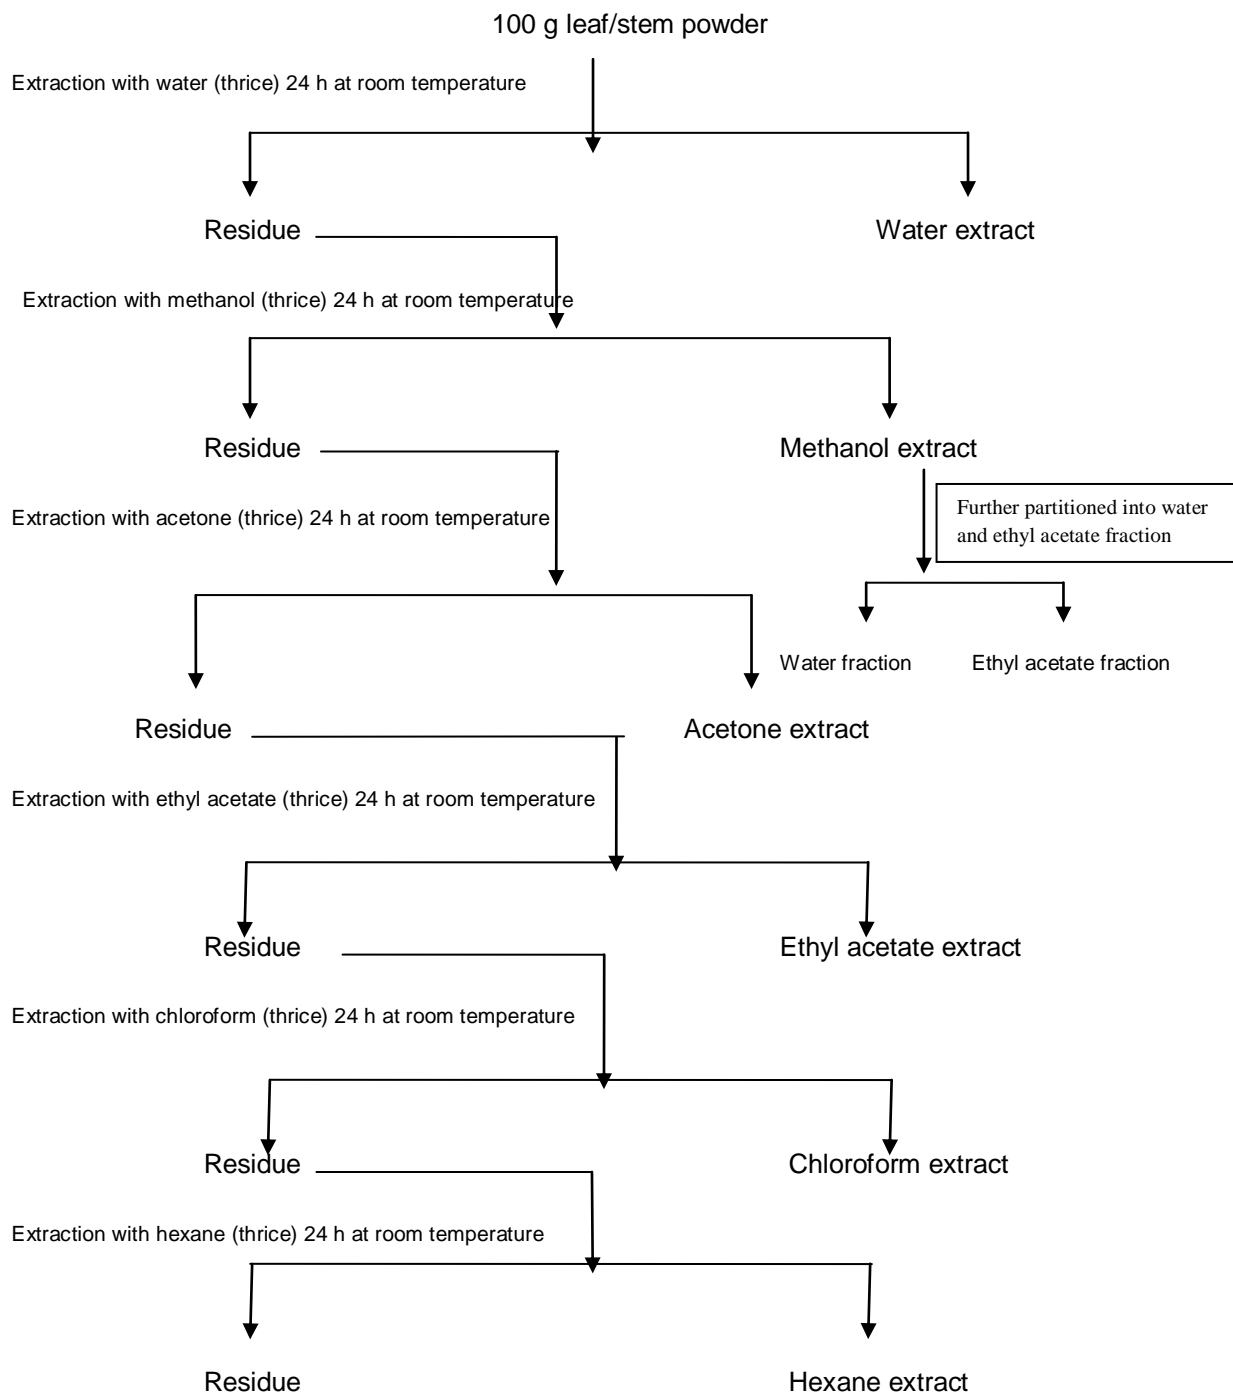 100 g leaf/stem powder
Extraction with water (thrice) 24 h at room temperature
Residue
Water extract
Extraction with methanol (thrice) 24 h at room temperature
Residue
Methanol extract
Further partitioned into water
and ethyl acetate fraction
Extraction with acetone (thrice) 24 h at room temperature
Water fraction
Ethyl acetate fraction
Residue
Acetone extract
Extraction with ethyl acetate (thrice) 24 h at room temperature
Residue
Ethyl acetate extract
Extraction with chloroform (thrice) 24 h at room temperature
Residue
Chloroform extract
Extraction with hexane (thrice) 24 h at room temperature
Residue
Hexane extract